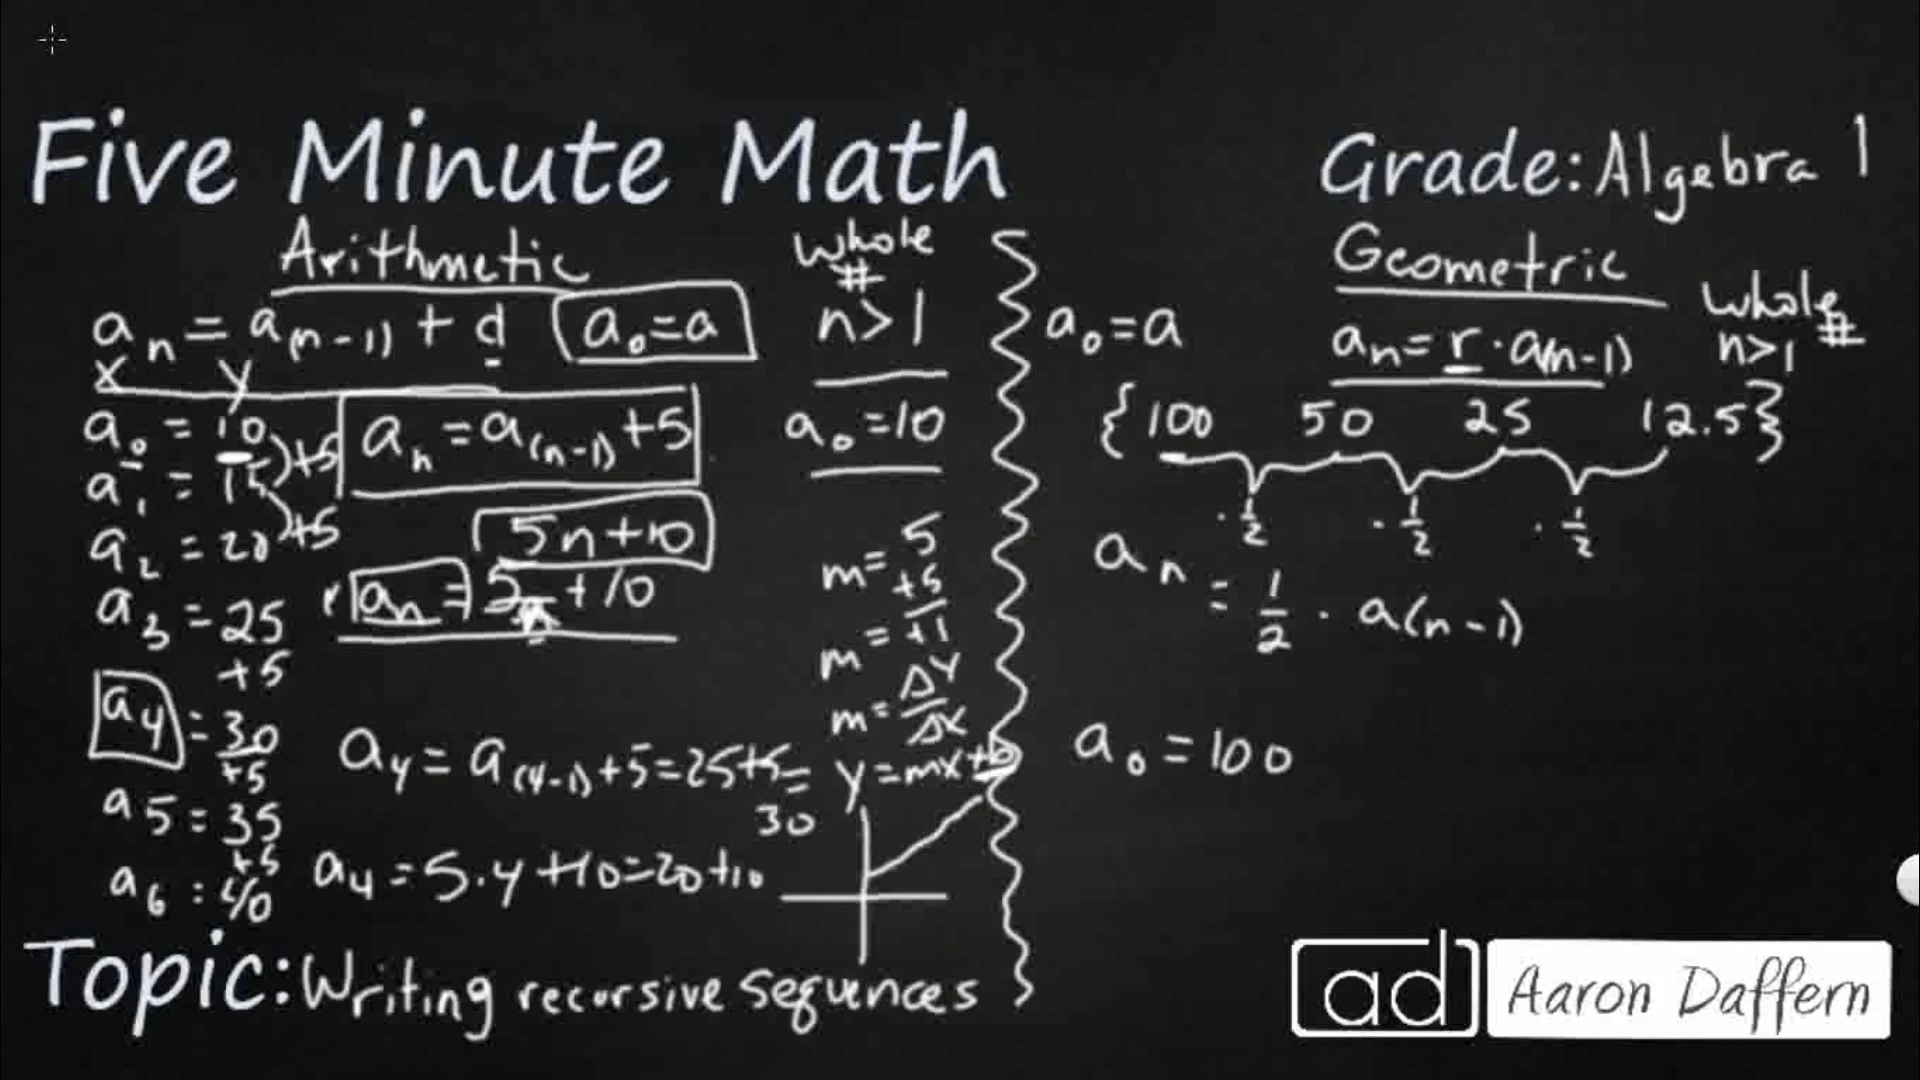 Five Minute Math
Grade: Algebra 1
Arithmetic
a_n = a_(n-1) + d
a_0 = a
whole #
n > 1
x y
a_0 = 10
+5
a_1 = 15
+5
a_2 = 20
a_3 = 25
+5
a_4 = 30
+5
a_5 = 35
+5
a_6 = 40
a_n = a_(n-1) + 5
5n + 10
a_n = 5n + 10
a_4 = a_(4-1) + 5 = 25 + 5 =
30
a_4 = 5 · 4 + 10 = 20 + 10
a_0 = 10
m = 5
m = +5/+1
m = ΔY/ΔX
y = mx + b
Geometric
a_0 = a
a_n = r · a(n-1)
whole #
n > 1
{100 50 25 12.5}
· 1/2 · 1/2 · 1/2
a_n = 1/2 · a(n-1)
a_0 = 100
Topic: Writing recursive sequences
ad Aaron Daffern